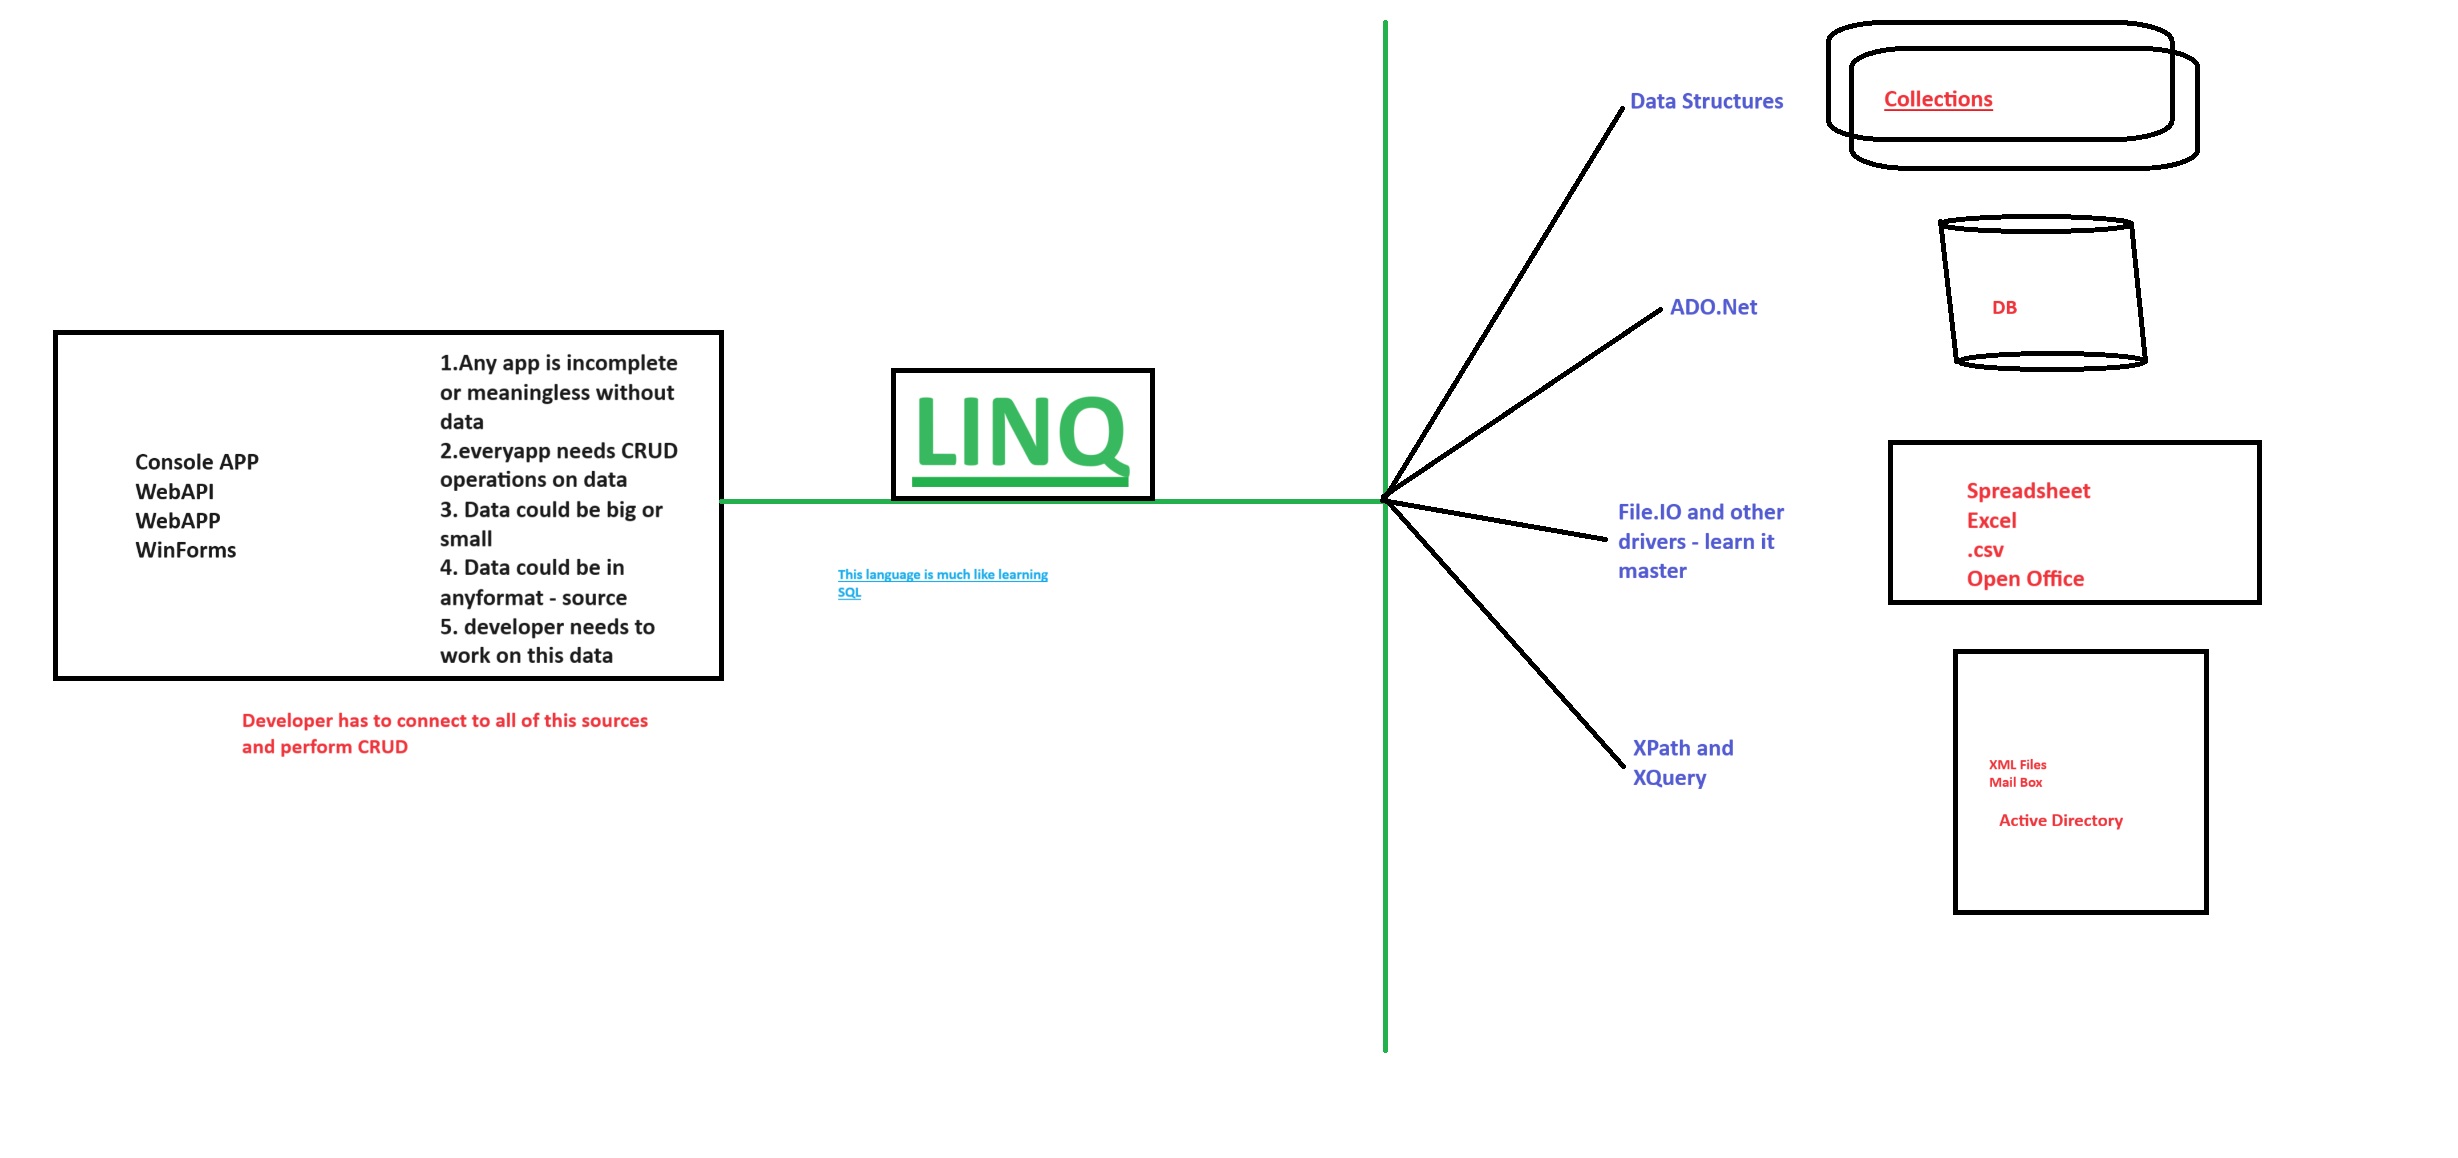 Console APP
WebAPI
WebAPP
WinForms
1.Any app is incomplete
or meaningless without
data
2.everyapp needs CRUD
operations on data
3. Data could be big or
small
4. Data could be in
anyformat - source
5. developer needs to
work on this data
Developer has to connect to all of this sources
and perform CRUD
LINQ
This language is much like learning
SQL
Data Structures
Collections
ADO.Net
DB
File.IO and other
drivers - learn it
master
Spreadsheet
Excel
.csv
Open Office
XPath and
XQuery
XML Files
Mail Box
Active Directory